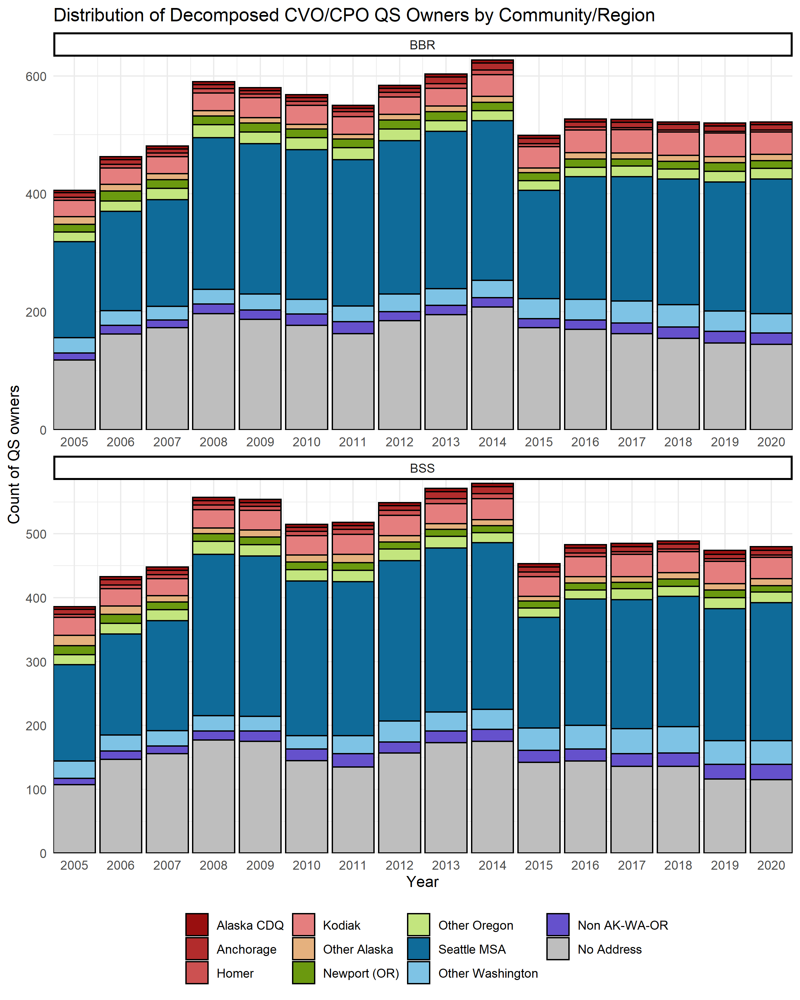 Distribution of Decomposed CVO/CPO QS Owners by Community/Region
BBR
600
400
200
0
2005 2006 2007 2008 2009 2010 2011 2012 2013 2014 2015 2016 2017 2018 2019 2020
Count of QS owners
BSS
500
400
300
200
100
0
2005 2006 2007 2008 2009 2010 2011 2012 2013 2014 2015 2016 2017 2018 2019 2020
Year
Alaska CDQ Kodiak Other Oregon Non AK-WA-OR
Anchorage Other Alaska Seattle MSA No Address
Homer Newport (OR) Other Washington